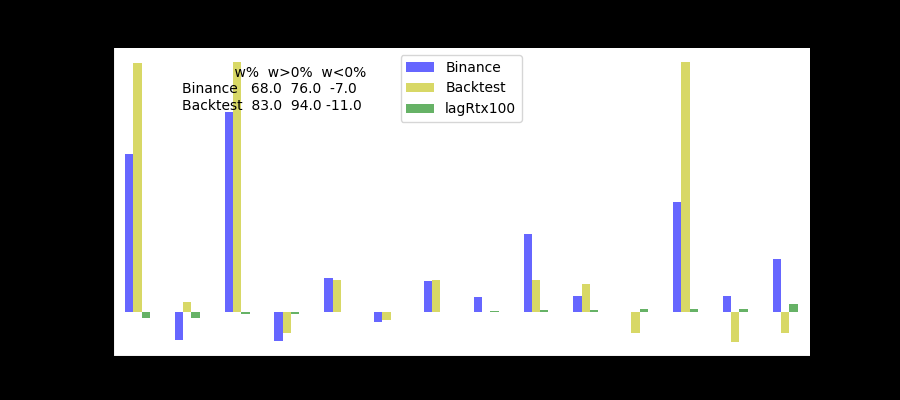 w%  w>0%  w<0%
Binance   68.0  76.0  -7.0
Backtest  83.0  94.0 -11.0
Binance
Backtest
lagRtx100